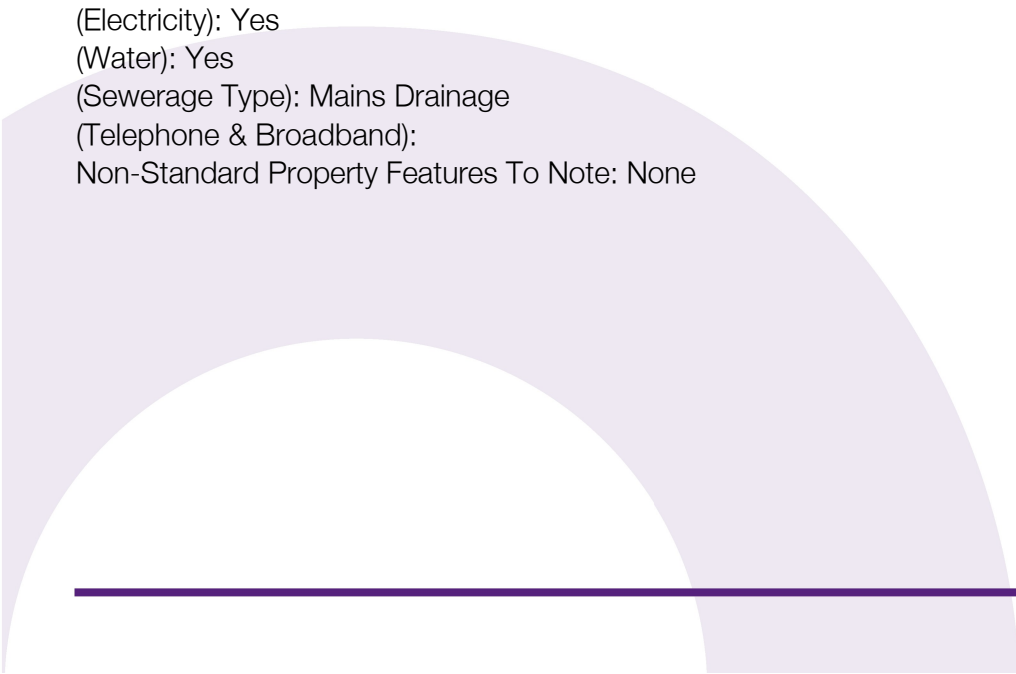 (Electricity): Yes
(Water): Yes
(Sewerage Type): Mains Drainage
(Telephone & Broadband):
Non-Standard Property Features To Note: None